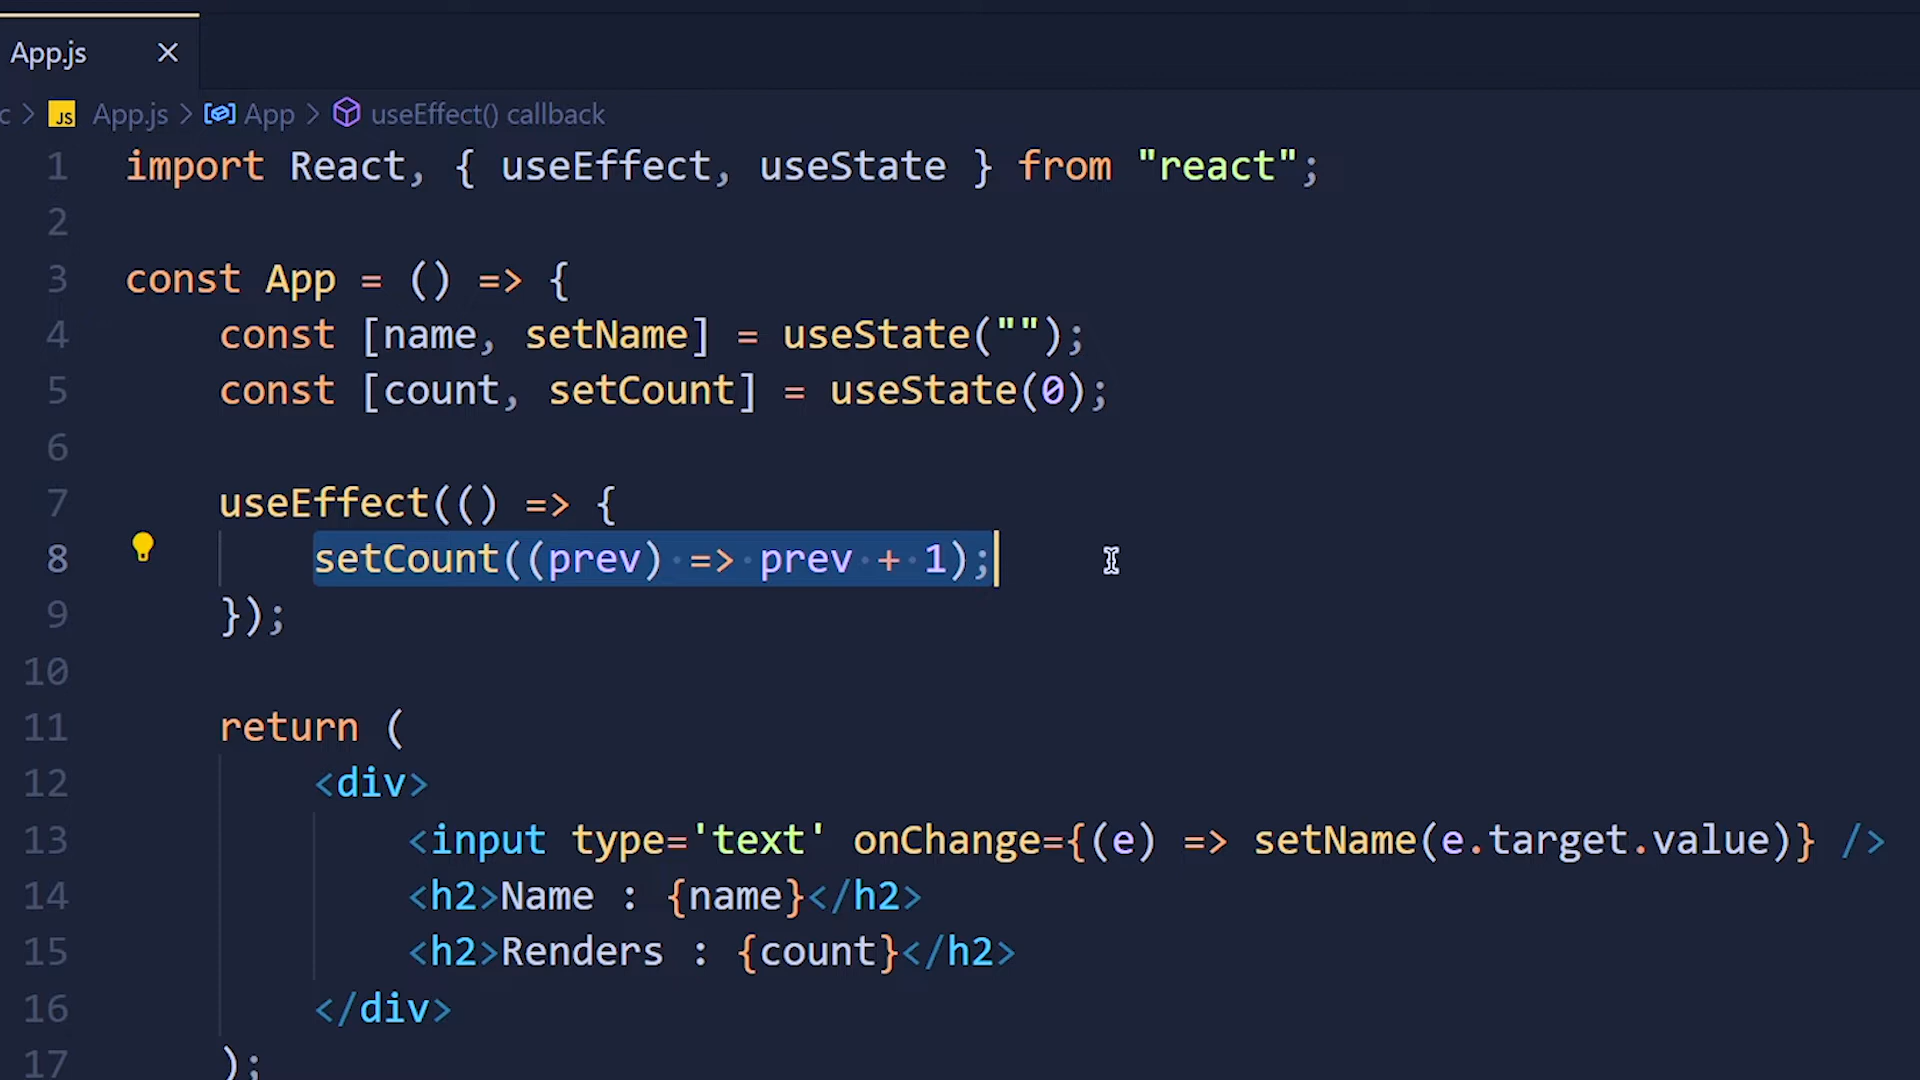 App.js
c > JS App.js > App > useEffect() callback
1 import React, { useEffect, useState } from "react";
2
3 const App = () => {
4 const [name, setName] = useState("");
5 const [count, setCount] = useState(0);
6
7 useEffect(() => {
8 setCount((prev) => prev + 1);
9 });
10
11 return (
12 <div>
13 <input type='text' onChange={(e) => setName(e.target.value)} />
14 <h2>Name : {name}</h2>
15 <h2>Renders : {count}</h2>
16 </div>
17 );